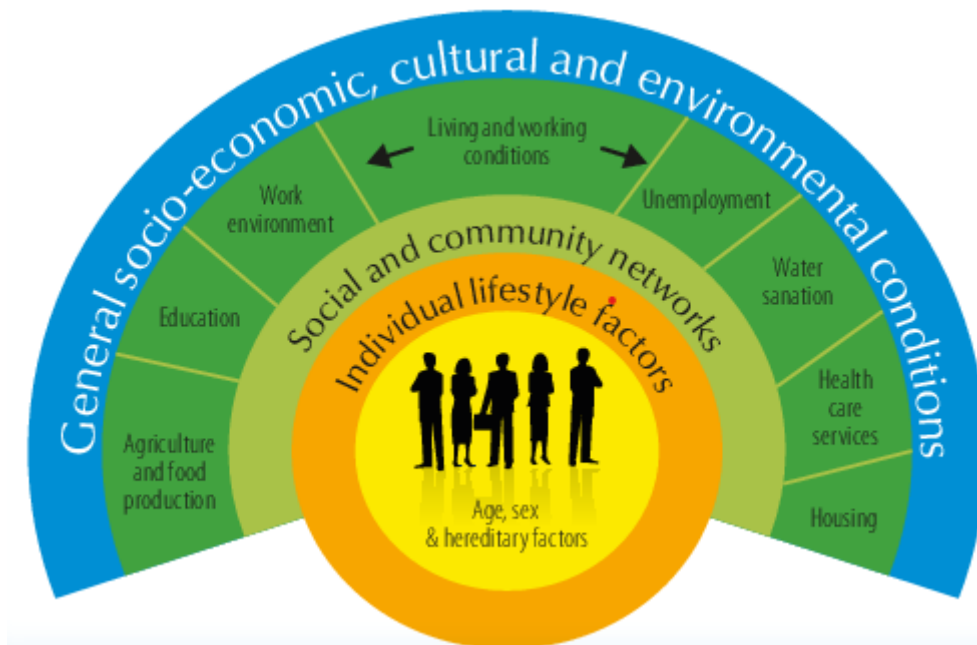 General socio-economic, cultural and environmental conditions
Living and working
conditions
Work
environment
Unemployment
Education
Water
sanation
Agriculture
and food
production
Health
care
services
Housing
Social and community networks
Individual lifestyle factors
Age, sex
& hereditary factors